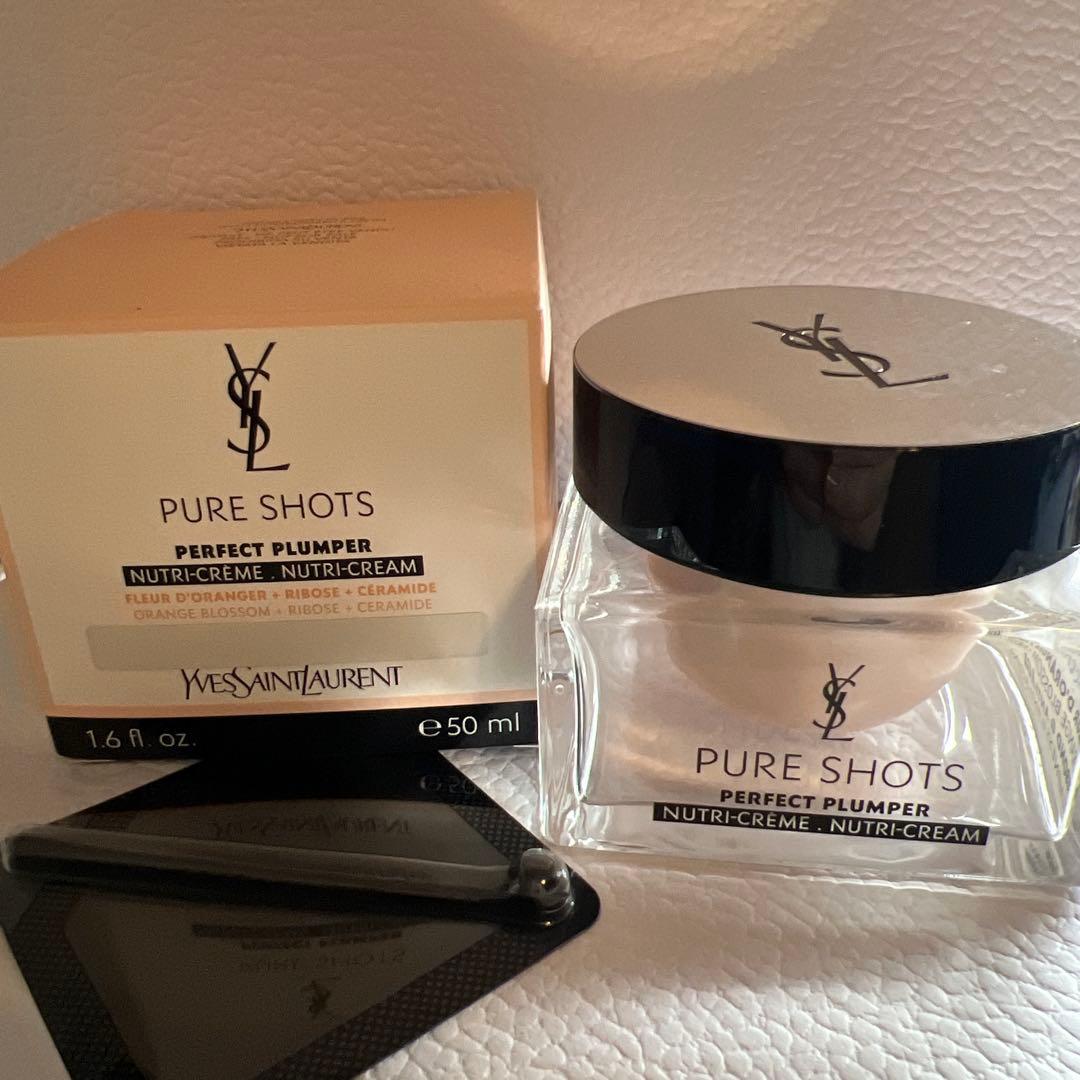 YSL
PURE SHOTS
PERFECT PLUMPER
NUTRI-CRÈME . NUTRI-CREAM
FLEUR D'ORANGER + RIBOSE + CÉRAMIDE
ORANGE BLOSSOM + RIBOSE + CERAMIDE
YVESSAINTLAURENT
1.6 fl. oz.
℮50 ml
YSL
YSL
PURE SHOTS
PERFECT PLUMPER
NUTRI-CRÈME . NUTRI-CREAM
YSL